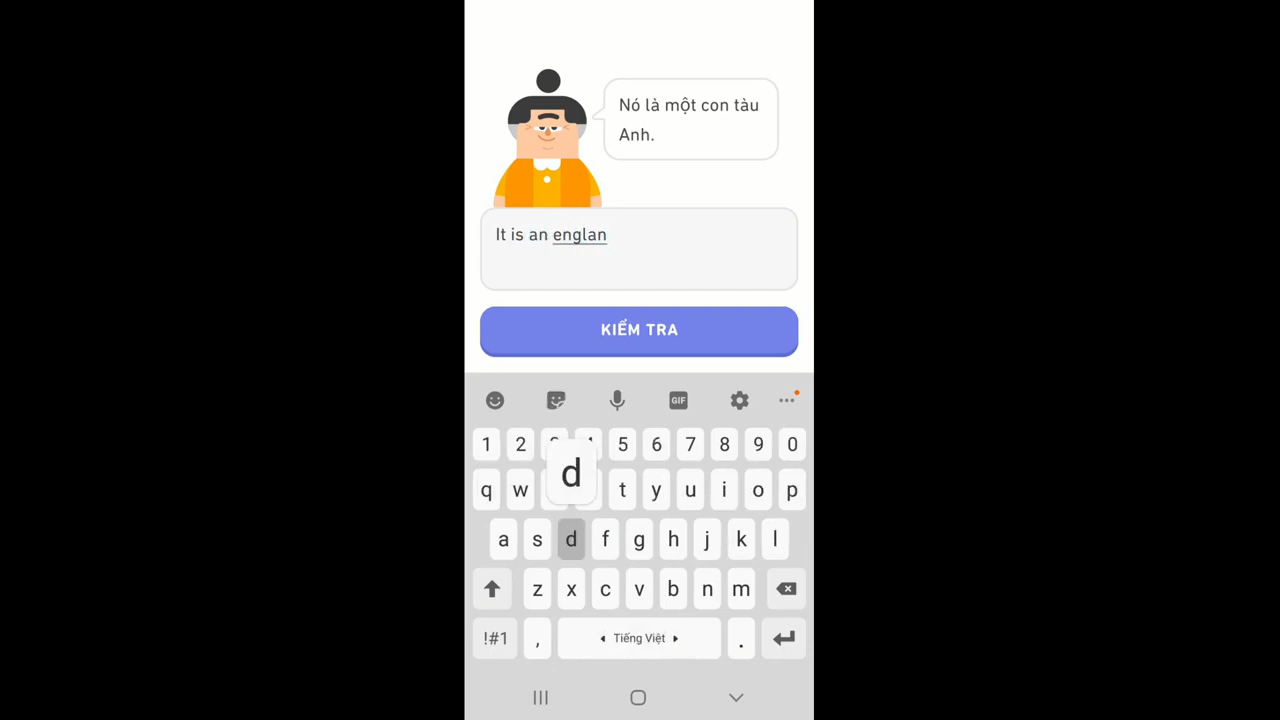 Nó là một con tàu
Anh.
It is an englan
KIỂM TRA
GIF
1 2 5 6 7 8 9 0
d
q w t y u i o p
a s d f g h j k l
z x c v b n m
!#1 , Tiếng Việt .